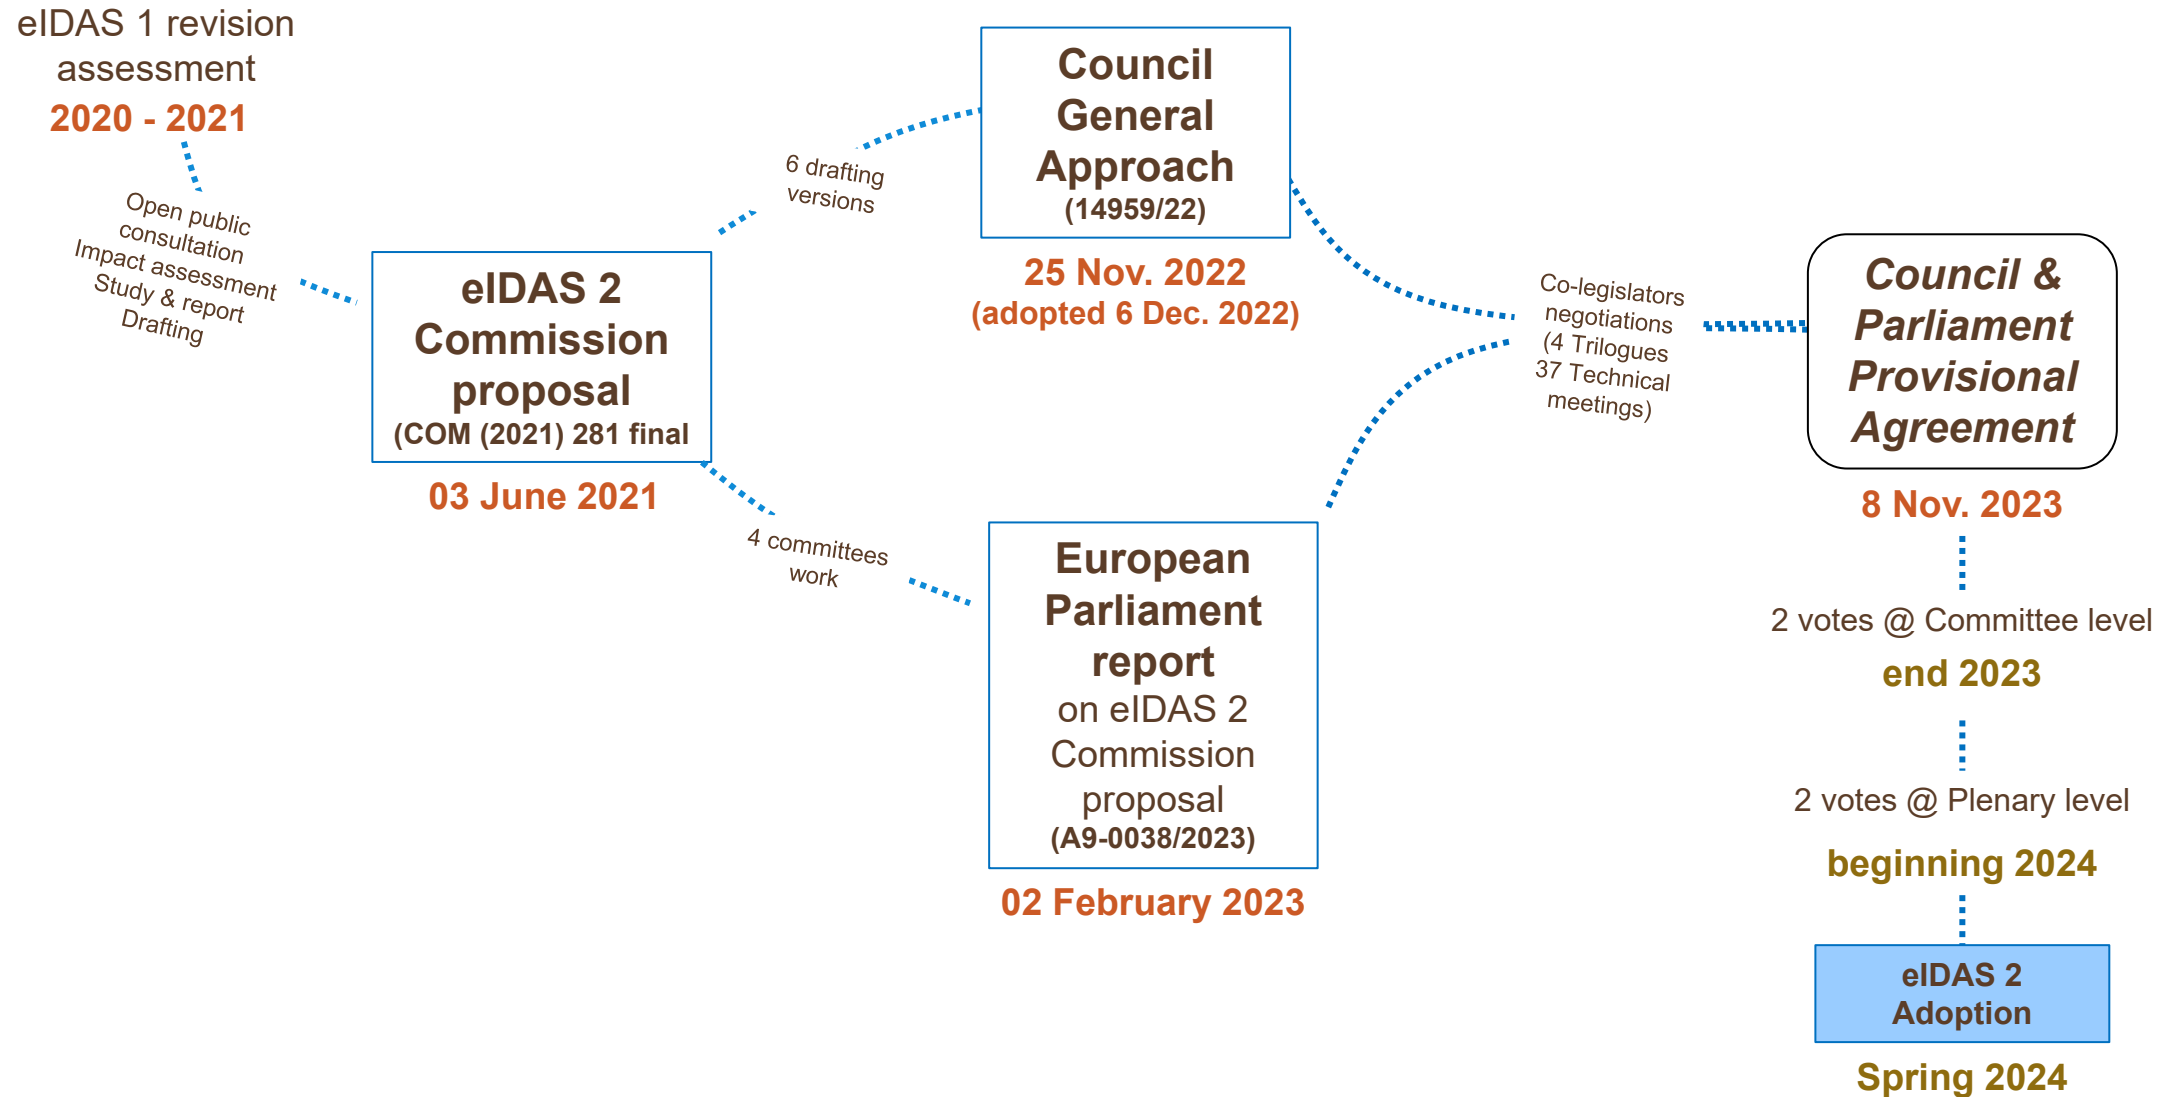 eIDAS 1 revision
assessment
2020 - 2021
Open public
consultation
Impact assessment
Study & report
Drafting
eIDAS 2
Commission
proposal
(COM (2021) 281 final
03 June 2021
6 drafting
versions
Council
General
Approach
(14959/22)
25 Nov. 2022
(adopted 6 Dec. 2022)
4 committees
work
European
Parliament
report
on eIDAS 2
Commission
proposal
(A9-0038/2023)
02 February 2023
Co-legislators
negotiations
(4 Trilogues
37 Technical
meetings)
Council &
Parliament
Provisional
Agreement
8 Nov. 2023
2 votes @ Committee level
end 2023
2 votes @ Plenary level
beginning 2024
eIDAS 2
Adoption
Spring 2024